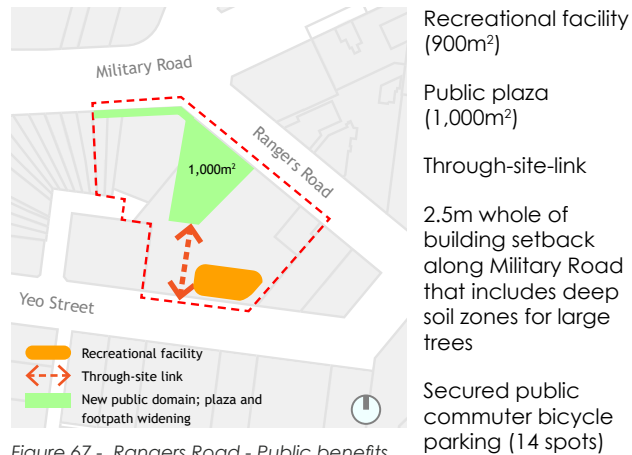 Military Road
Rangers Road
1,000m²
Yeo Street
Recreational facility
Through-site link
New public domain; plaza and
footpath widening
Figure 67 - Rangers Road - Public benefits
Recreational facility
(900m²)
Public plaza
(1,000m²)
Through-site-link
2.5m whole of
building setback
along Military Road
that includes deep
soil zones for large
trees
Secured public
commuter bicycle
parking (14 spots)